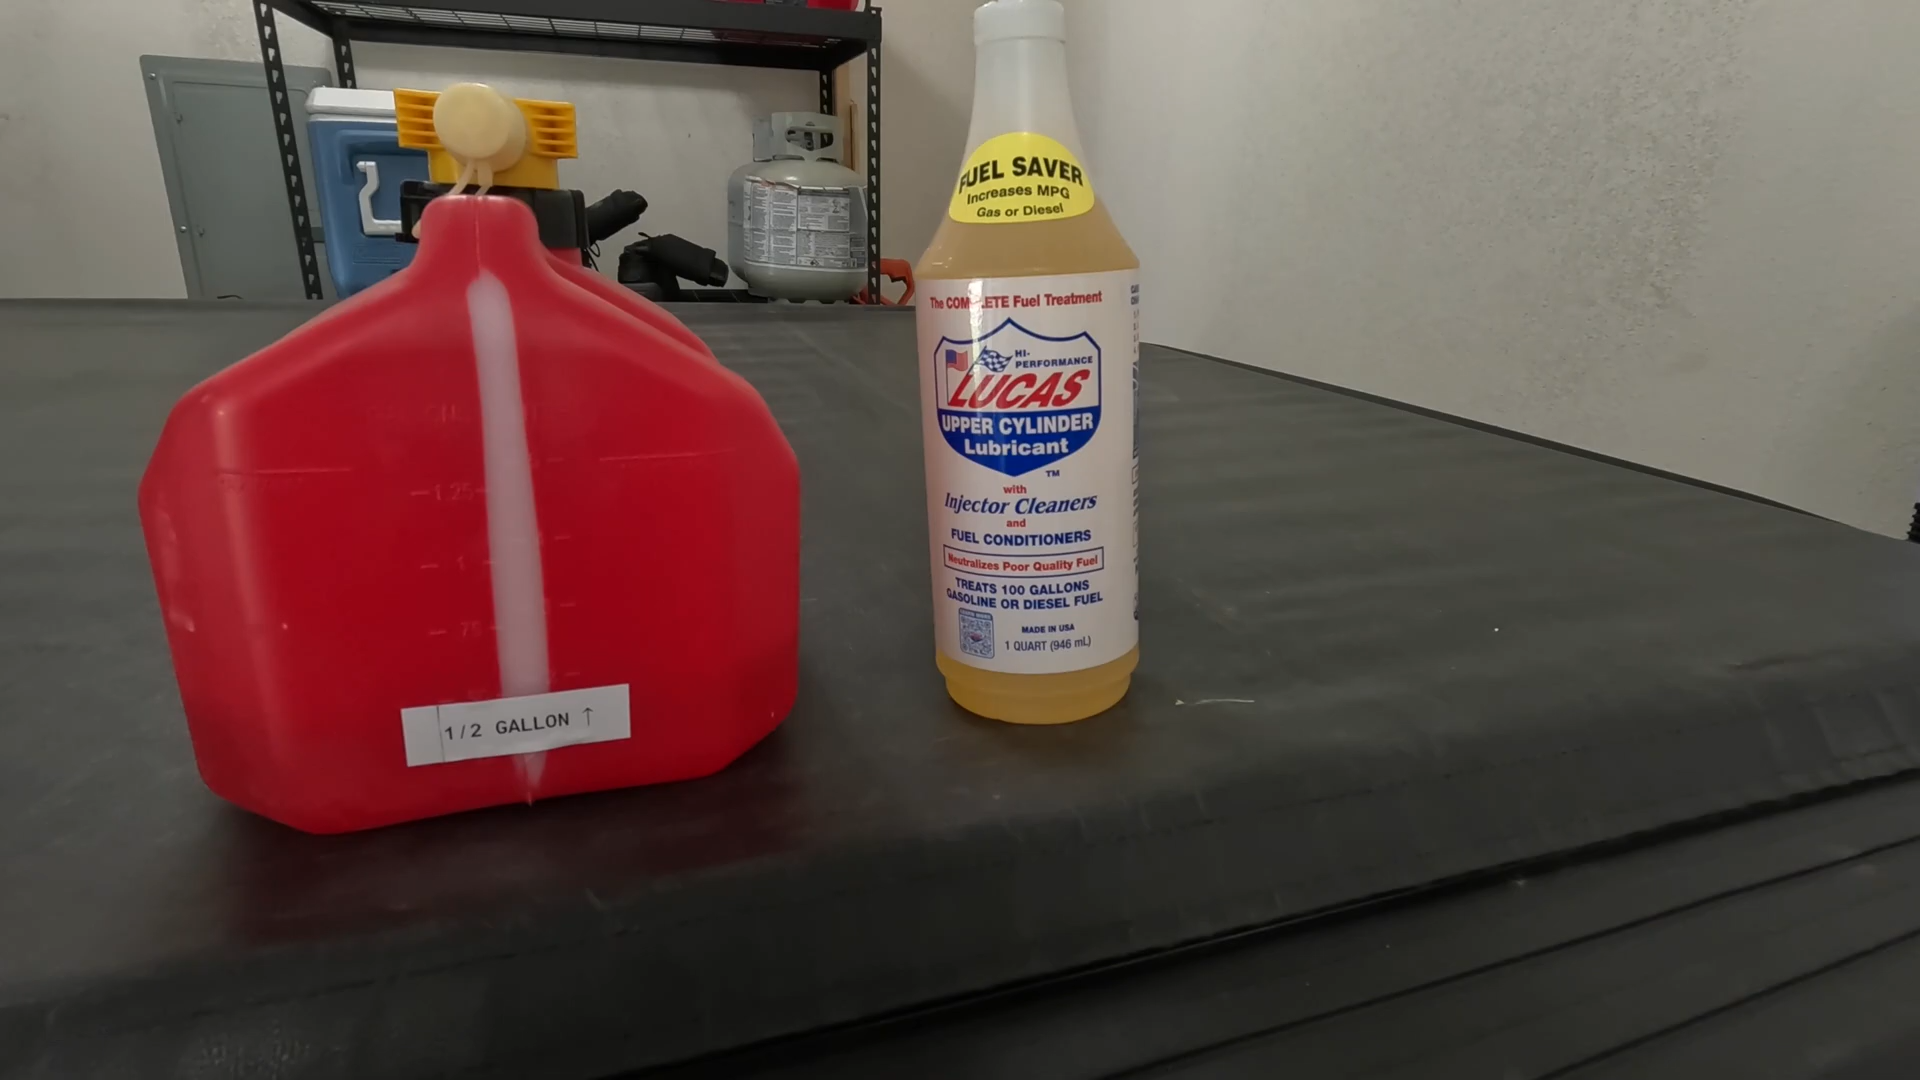 1.25
1
.75
1/2 GALLON ↑
FUEL SAVER
Increases MPG
Gas or Diesel
The COMPLETE Fuel Treatment
HI-
PERFORMANCE
LUCAS
UPPER CYLINDER
Lubricant
TM
with
Injector Cleaners
and
FUEL CONDITIONERS
Neutralizes Poor Quality Fuel
TREATS 100 GALLONS
GASOLINE OR DIESEL FUEL
MADE IN USA
1 QUART (946 mL)